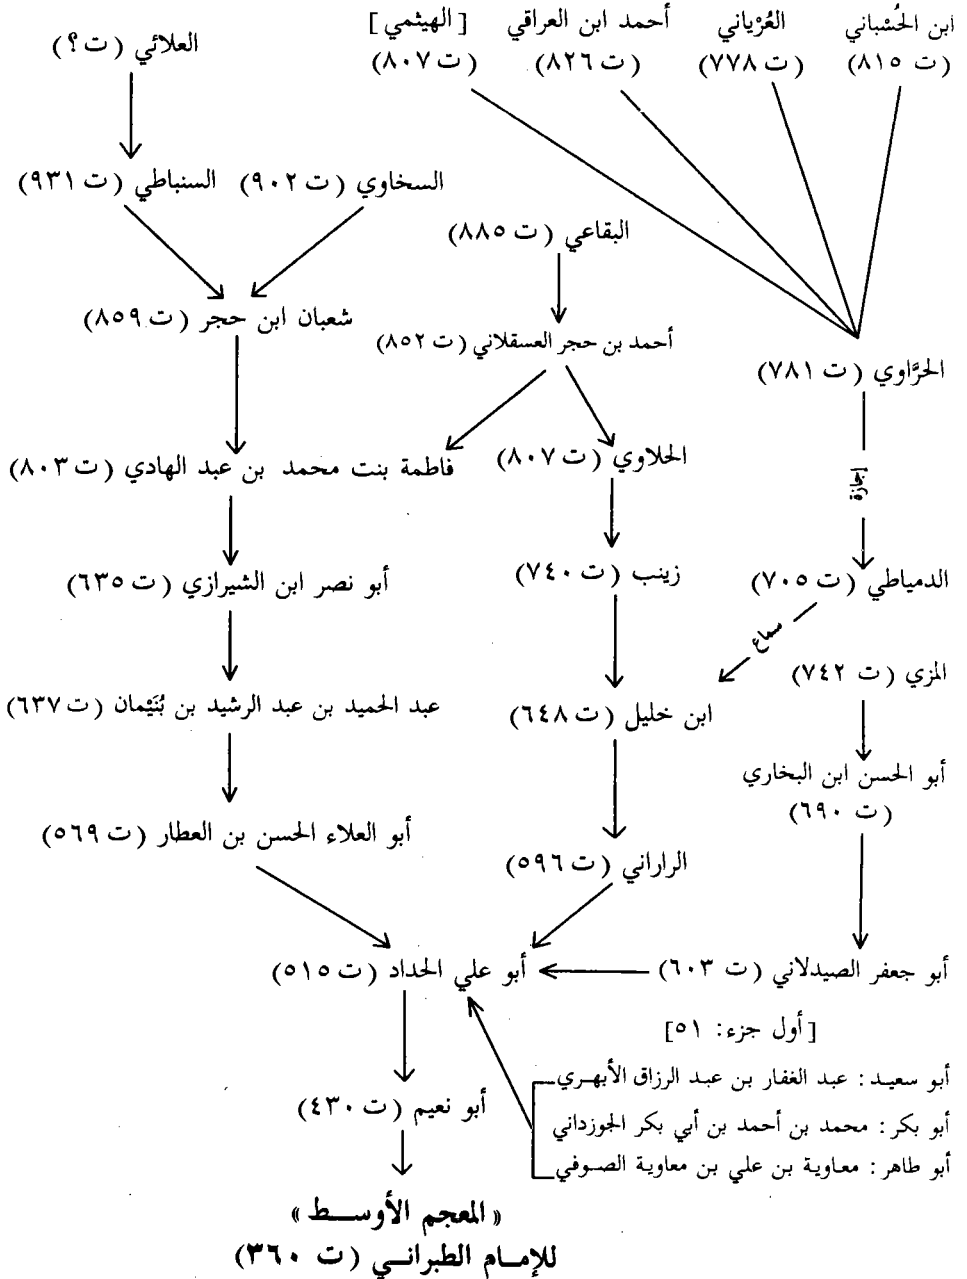 ابن الحُسْباني
(ت ٨١٥)
العُرْياني
(ت ٧٧٨)
أحمد ابن العراقي
(ت ٨٢٦)
[الهيثمي]
(ت ٨٠٧)
العلائي (ت ؟)
السخاوي (ت ٩٠٢)
السنباطي (ت ٩٣١)
البقاعي (ت ٨٨٥)
شعبان ابن حجر (ت ٨٥٩)
أحمد بن حجر العسقلاني (ت ٨٥٢)
الحرَّاوي (ت ٧٨١)
الحلاوي (ت ٨٠٧)
فاطمة بنت محمد بن عبد الهادي (ت ٨٠٣)
إجازة
الدمياطي (ت ٧٠٥)
زينب (ت ٧٤٠)
أبو نصر ابن الشيرازي (ت ٦٣٥)
سماع
المزي (ت ٧٤٢)
ابن خليل (ت ٦٤٨)
عبد الحميد بن عبد الرشيد بن بُنَيْمان (ت ٦٣٧)
أبو الحسن ابن البخاري
(ت ٦٩٠)
أبو العلاء الحسن بن العطار (ت ٥٦٩)
الراراني (ت ٥٩٦)
أبو جعفر الصيدلاني (ت ٦٠٣)
أبو علي الحداد (ت ٥١٥)
[أول جزء: ٥١]
أبو سعيد: عبد الغفار بن عبد الرزاق الأبهري
أبو بكر: محمد بن أحمد بن أبي بكر الجوزداني
أبو طاهر: معاوية بن علي بن معاوية الصوفي
أبو نعيم (ت ٤٣٠)
«المعجم الأوسط»
للإمام الطبراني (ت ٣٦٠)